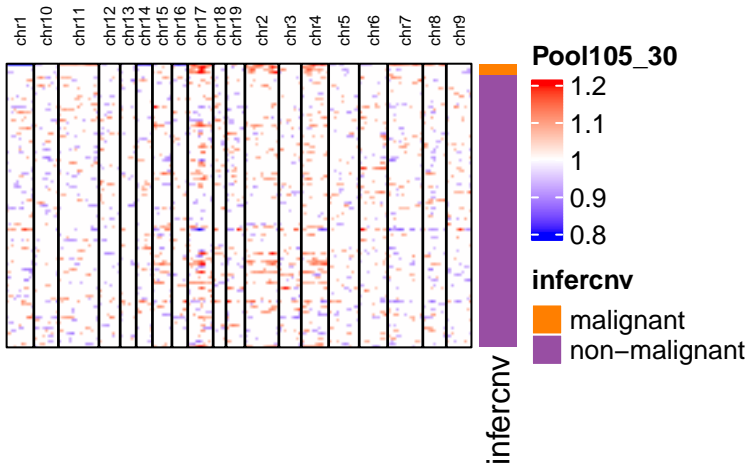 chr1
chr10
chr11
chr12
chr13
chr14
chr15
chr16
chr17
chr18
chr19
chr2
chr3
chr4
chr5
chr6
chr7
chr8
chr9
Pool105_30
1.2
1.1
1
0.9
0.8
infercnv
malignant
non−malignant
infercnv